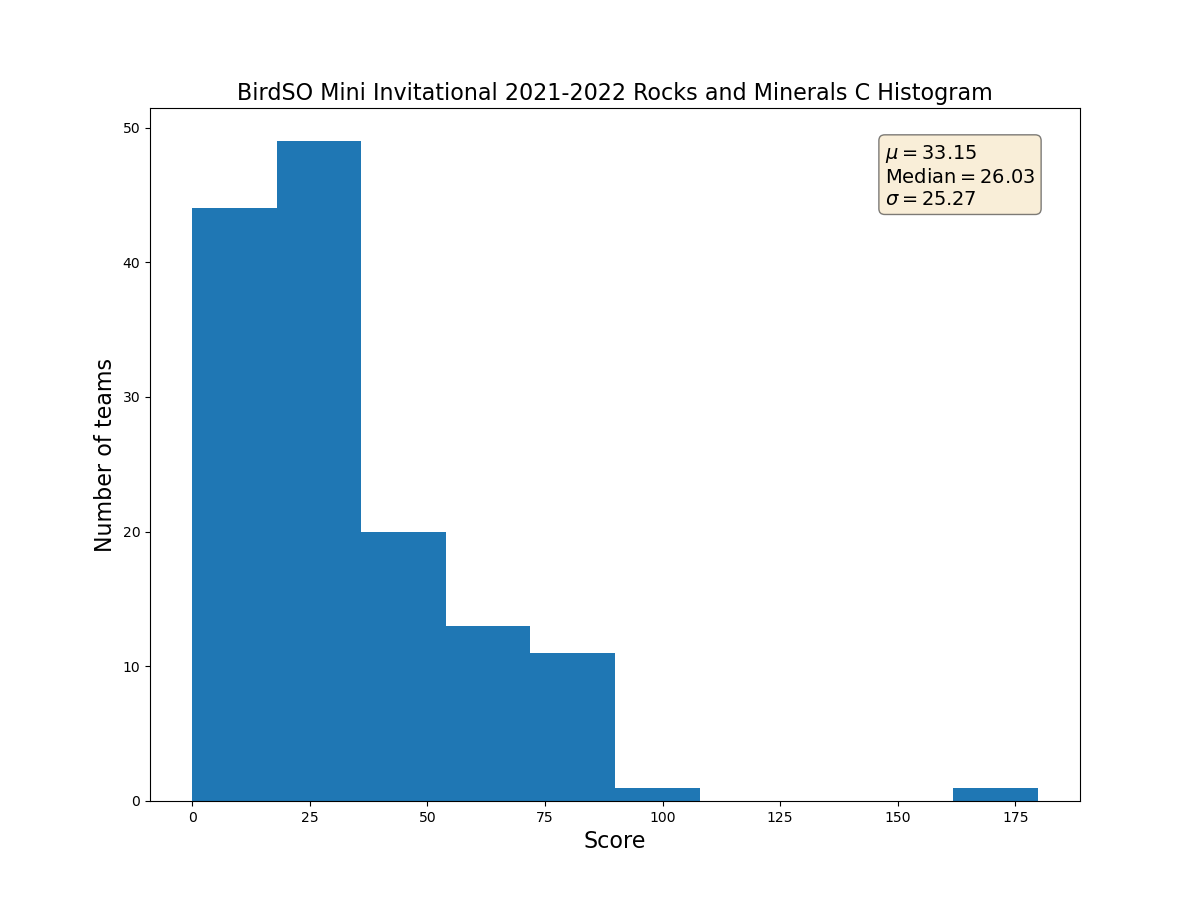 BirdSO Mini Invitational 2021-2022 Rocks and Minerals C Histogram
μ = 33.15
Median = 26.03
σ = 25.27
50
40
30
20
10
0
Number of teams
0 25 50 75 100 125 150 175
Score